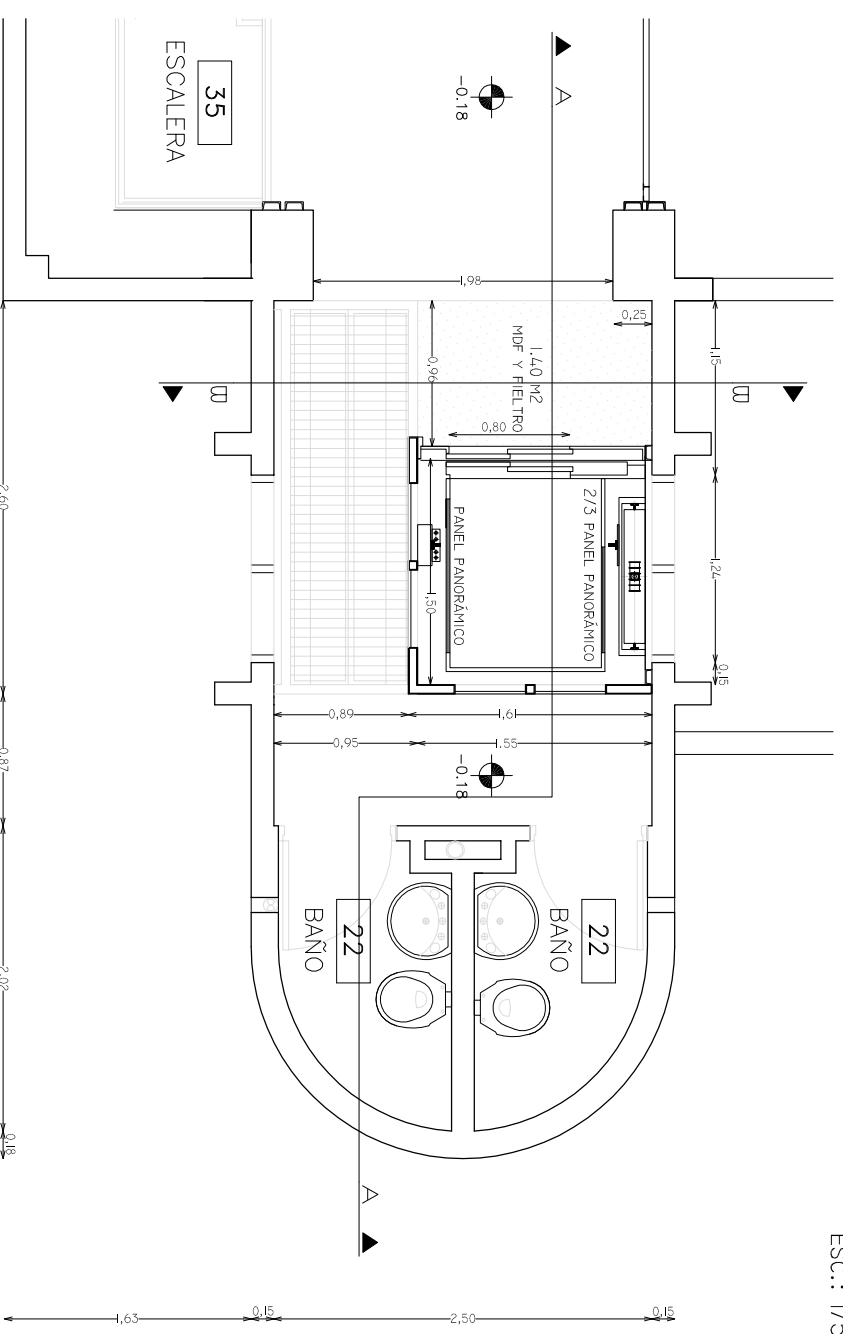 ESC.: 1/5
35
ESCALERA
A
-0.18
1,98
0,25
1,15
0,96
1.40 M2
MDF Y FIELTRO
B
B
0,80
2/3 PANEL PANORÁMICO
PANEL PANORÁMICO
1,50
1,24
0,15
2,60
0,89
1,61
0,95
1.55
-0.18
0,87
22
BAÑO
22
BAÑO
2,02
0,18
A
1,63
0,15
2,50
0,15